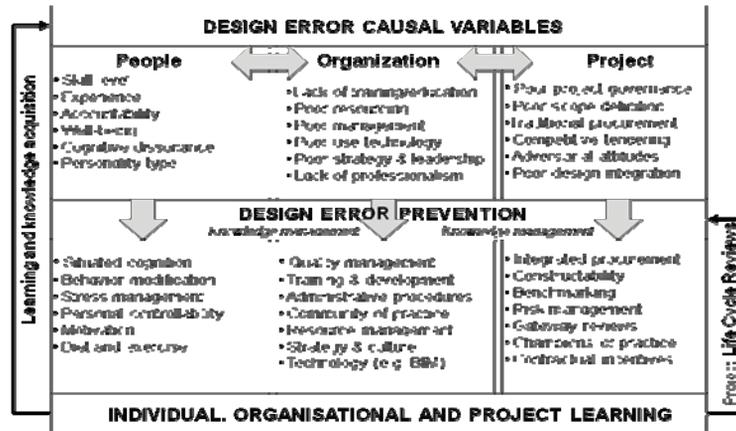 DESIGN ERROR CAUSAL VARIABLES
People
• Skill level
• Experience
• Accountability
• Well-being
• Cognitive dissonance
• Personality type
Organization
• Lack of training/education
• Poor resourcing
• Poor management
• Poor use technology
• Poor strategy & leadership
• Lack of professionalism
Project
• Poor project governance
• Poor scope definition
• Traditional procurement
• Competitive tendering
• Adversarial attitudes
• Poor design integration
DESIGN ERROR PREVENTION
Knowledge management
Knowledge management
• Situated cognition
• Behavior modification
• Stress management
• Personal controllability
• Motivation
• Diet and exercise
• Quality management
• Training & development
• Administrative procedures
• Community of practice
• Resource management
• Strategy & culture
• Technology (e.g. BIM)
• Integrated procurement
• Constructability
• Benchmarking
• Risk management
• Gateway reviews
• Champions of practice
• Contractual incentives
INDIVIDUAL. ORGANISATIONAL AND PROJECT LEARNING
Learning and knowledge acquisition
Life Cycle Reviews